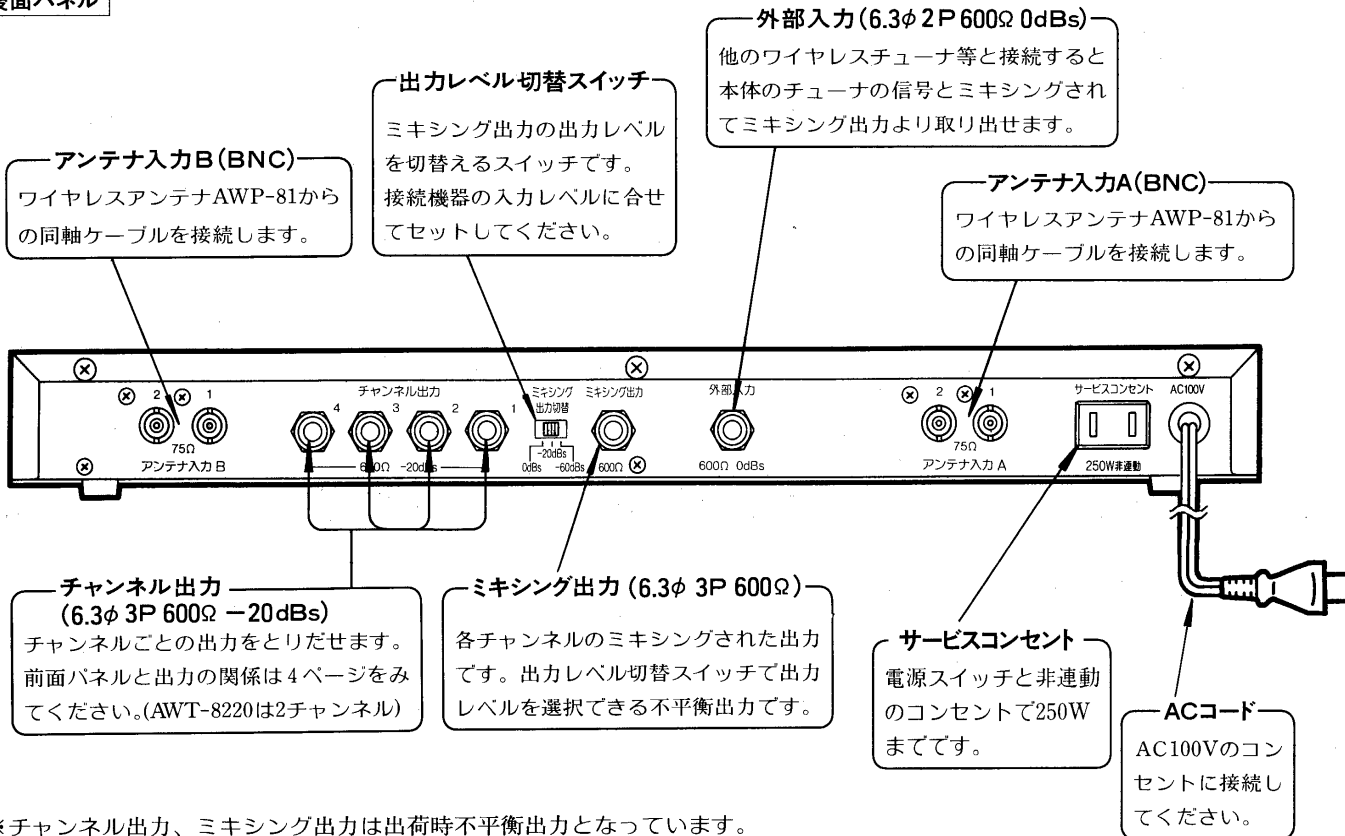 面パネル
外部入力(6.3φ 2P 600Ω 0dBs)
他のワイヤレスチューナ等と接続すると
本体のチューナの信号とミキシングされ
てミキシング出力より取り出せます。
出力レベル切替スイッチ
ミキシング出力の出力レベル
を切替えるスイッチです。
接続機器の入力レベルに合せ
てセットしてください。
アンテナ入力B(BNC)
ワイヤレスアンテナAWP-81から
の同軸ケーブルを接続します。
アンテナ入力A(BNC)
ワイヤレスアンテナAWP-81から
の同軸ケーブルを接続します。
2 1
75Ω
アンテナ入力 B
チャンネル出力
4 3 2 1
600Ω -20dBs
ミキシング
出力切替
-20dBs
0dBs -60dBs
ミキシング出力
600Ω
外部入力
600Ω 0dBs
2 1
75Ω
アンテナ入力 A
サービスコンセント
250W非連動
AC100V
チャンネル出力
(6.3φ 3P 600Ω －20dBs)
チャンネルごとの出力をとりだせます。
前面パネルと出力の関係は4ページをみ
てください。(AWT-8220は2チャンネル)
ミキシング出力 (6.3φ 3P 600Ω)
各チャンネルのミキシングされた出力
です。出力レベル切替スイッチで出力
レベルを選択できる不平衡出力です。
サービスコンセント
電源スイッチと非連動
のコンセントで250W
までです。
ACコード
AC100Vのコン
セントに接続し
てください。
※チャンネル出力、ミキシング出力は出荷時不平衡出力となっています。